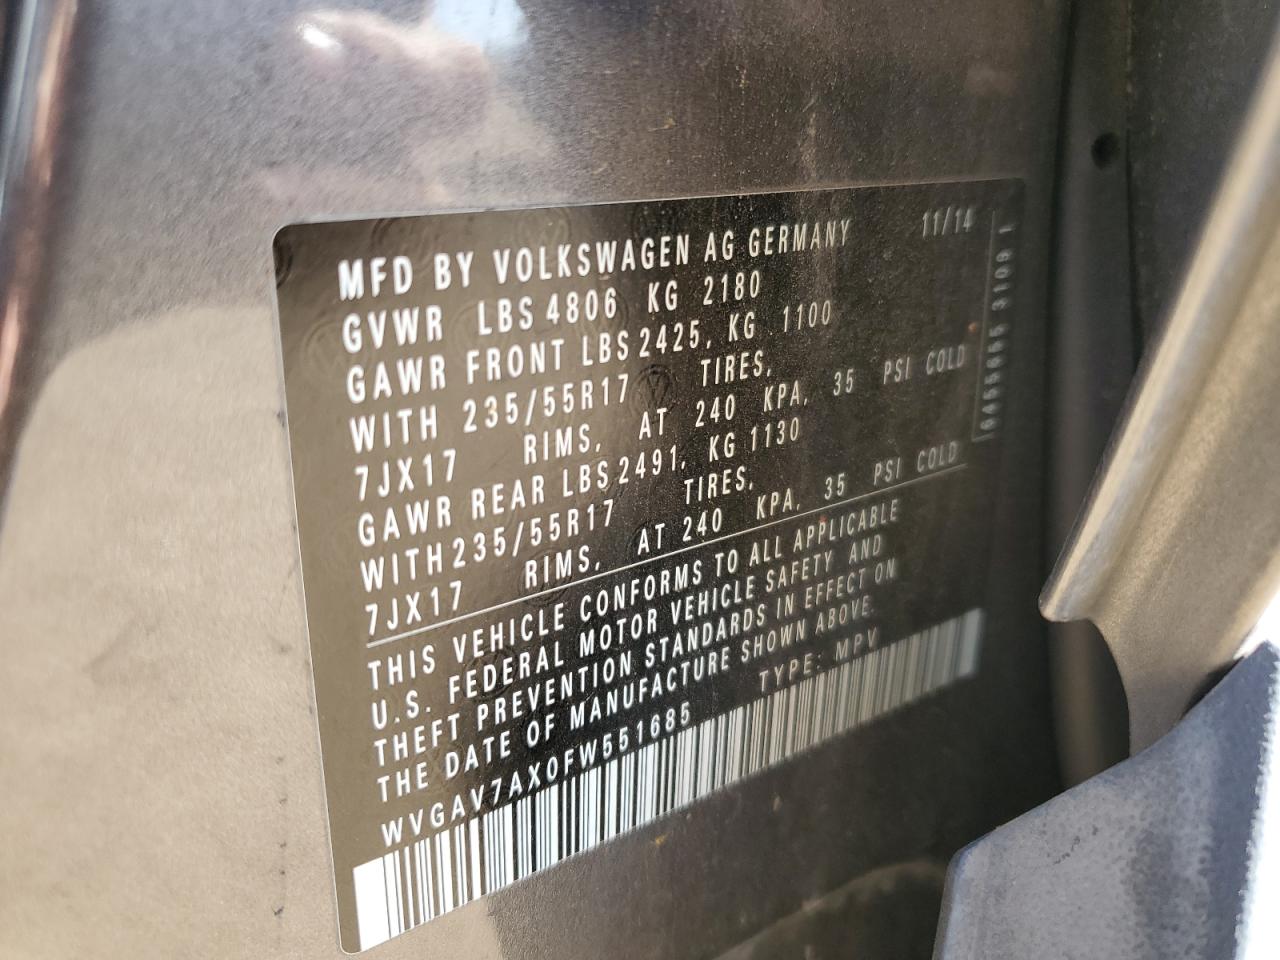 MFD BY VOLKSWAGEN AG GERMANY 11/14
GVWR LBS 4806 KG 2180
GAWR FRONT LBS 2425, KG 1100
WITH 235/55R17 TIRES,
7JX17 RIMS, AT 240 KPA, 35 PSI COLD
GAWR REAR LBS 2491, KG 1130
WITH 235/55R17 TIRES,
7JX17 RIMS, AT 240 KPA, 35 PSI COLD
THIS VEHICLE CONFORMS TO ALL APPLICABLE
U.S. FEDERAL MOTOR VEHICLE SAFETY AND
THEFT PREVENTION STANDARDS IN EFFECT ON
THE DATE OF MANUFACTURE SHOWN ABOVE.
WVGAV7AX0FW551685 TYPE: MPV